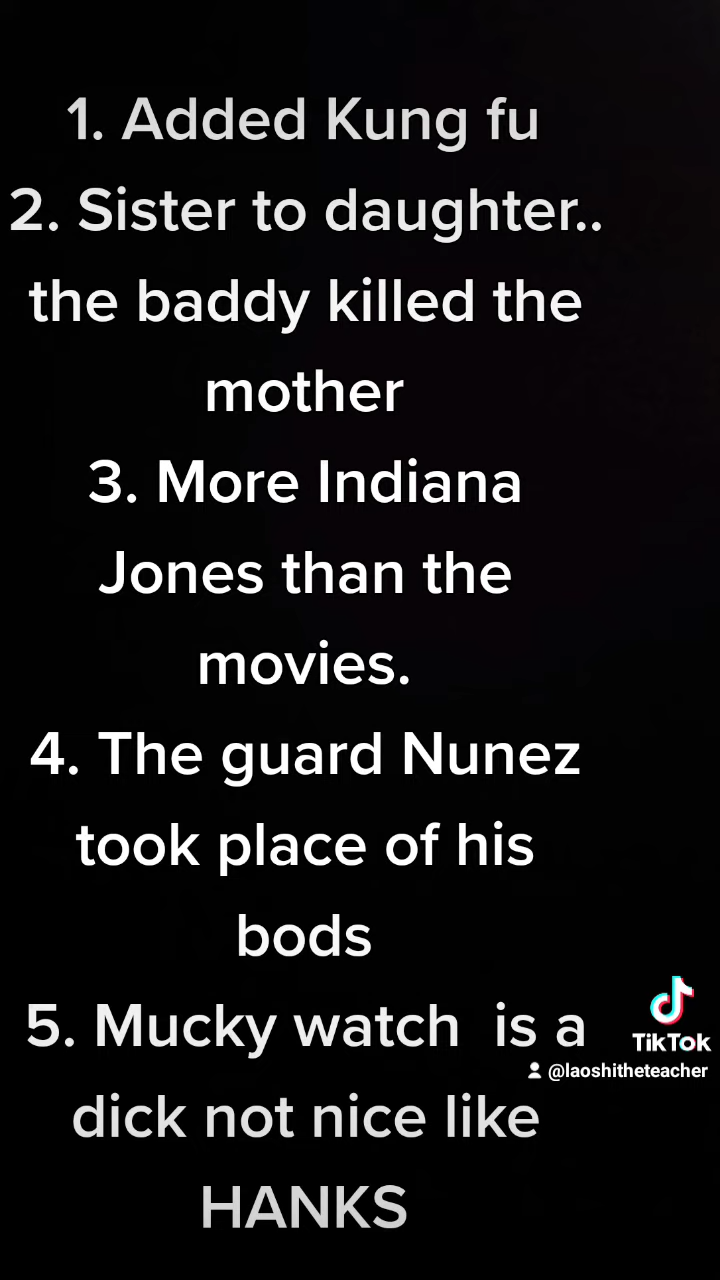 1. Added Kung fu
2. Sister to daughter..
the baddy killed the
mother
3. More Indiana
Jones than the
movies.
4. The guard Nunez
took place of his
bods
5. Mucky watch  is a
dick not nice like
HANKS
TikTok
@laoshitheteacher